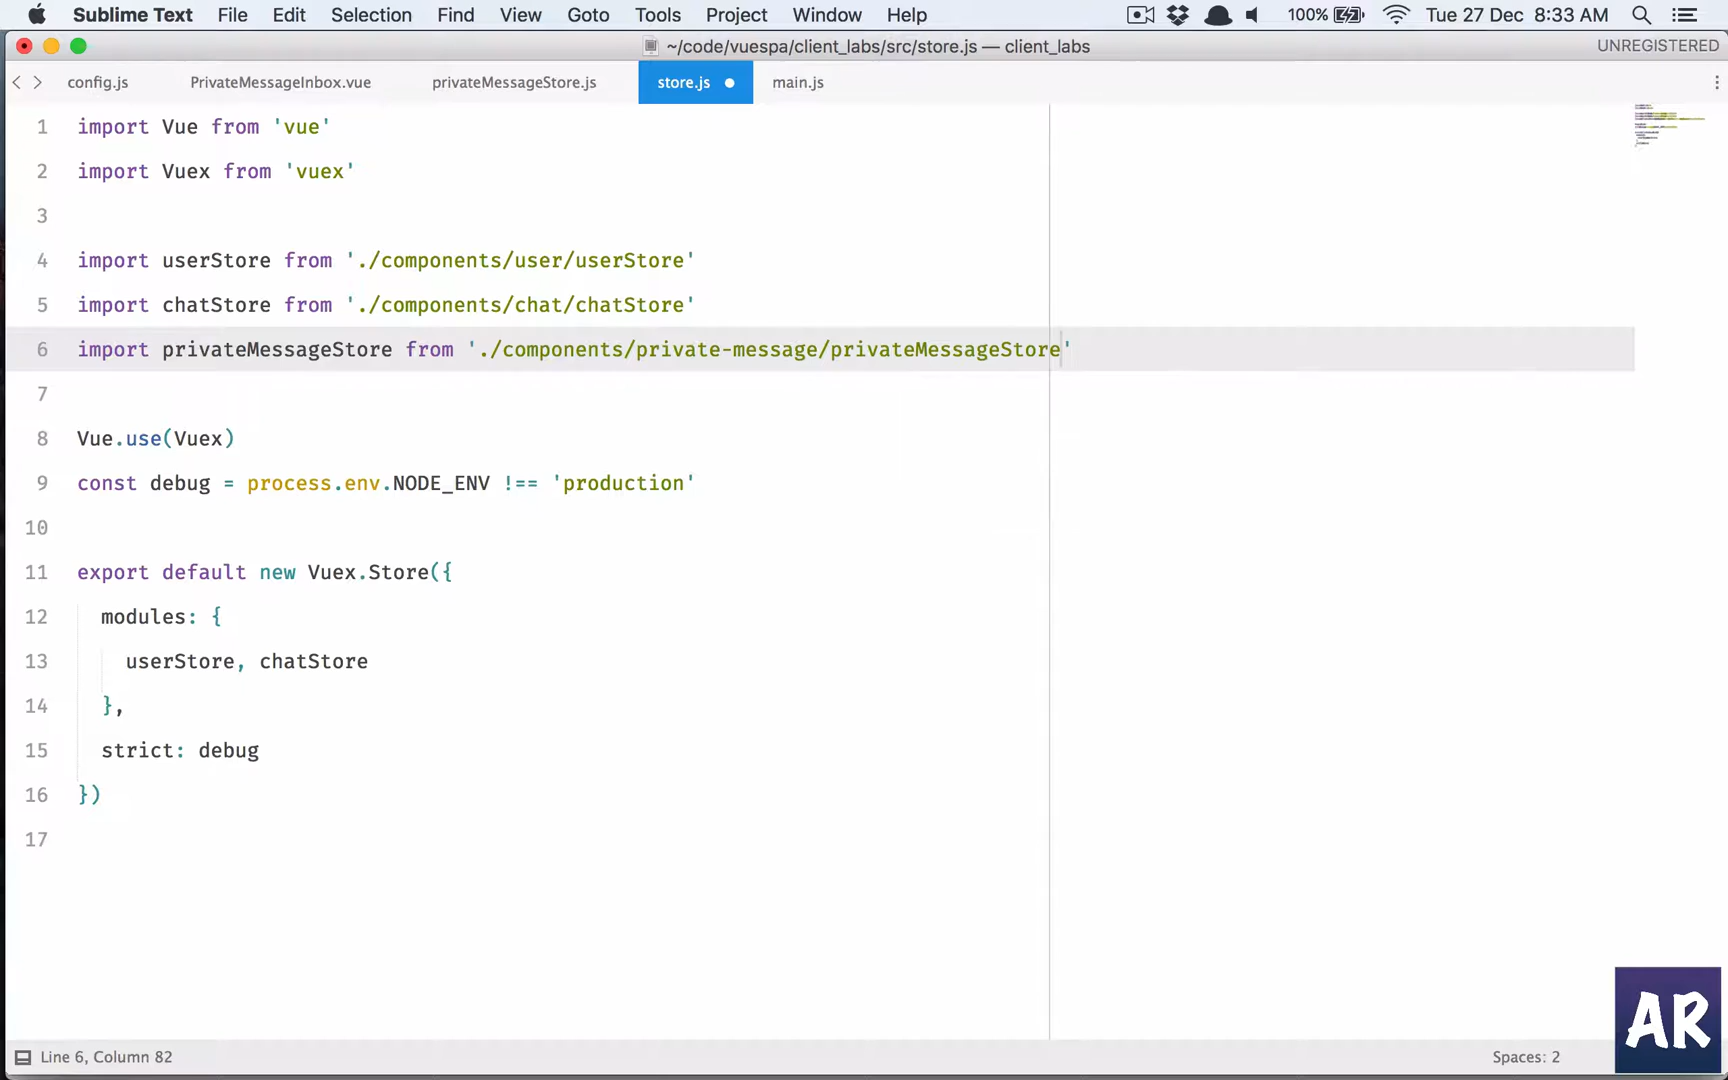 Sublime Text File Edit Selection Find View Goto Tools Project Window Help 100% Tue 27 Dec 8:33 AM
~/code/vuespa/client_labs/src/store.js — client_labs UNREGISTERED
config.js PrivateMessageInbox.vue privateMessageStore.js store.js main.js
1 import Vue from 'vue'
2 import Vuex from 'vuex'
3
4 import userStore from './components/user/userStore'
5 import chatStore from './components/chat/chatStore'
6 import privateMessageStore from './components/private-message/privateMessageStore'
7
8 Vue.use(Vuex)
9 const debug = process.env.NODE_ENV !== 'production'
10
11 export default new Vuex.Store({
12 modules: {
13 userStore, chatStore
14 },
15 strict: debug
16 })
17
AR
Line 6, Column 82 Spaces: 2